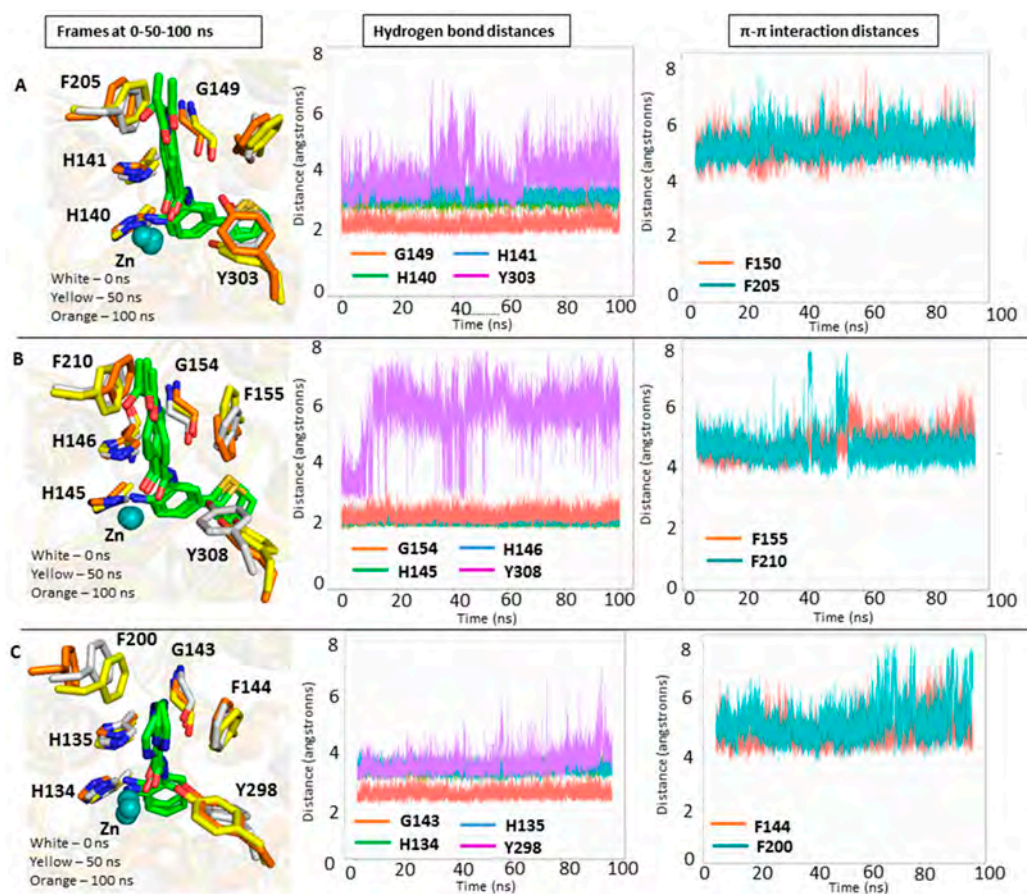 Frames at 0-50-100 ns
Hydrogen bond distances
π-π interaction distances
A
F205
G149
H141
H140
Zn
Y303
White – 0 ns
Yellow – 50 ns
Orange – 100 ns
Distance (angstronns)
8
6
4
2
0
G149
H141
H140
Y303
0 20 40 60 80 100
Time (ns)
Distance (angstronns)
8
6
4
2
0
F150
F205
0 20 40 60 80 100
Time (ns)
B
F210
G154
F155
H146
H145
Zn
Y308
White – 0 ns
Yellow – 50 ns
Orange – 100 ns
Distance (angstronns)
8
6
4
2
0
G154
H146
H145
Y308
0 20 40 60 80 100
Time (ns)
Distance (angstronns)
8
6
4
2
0
F155
F210
0 20 40 60 80 100
Time (ns)
C
F200
G143
F144
H135
H134
Zn
Y298
White – 0 ns
Yellow – 50 ns
Orange – 100 ns
Distance (angstronns)
8
6
4
2
0
G143
H135
H134
Y298
0 20 40 60 80 100
Time (ns)
Distance (angstronns)
8
6
4
2
0
F144
F200
0 20 40 60 80 100
Time (ns)